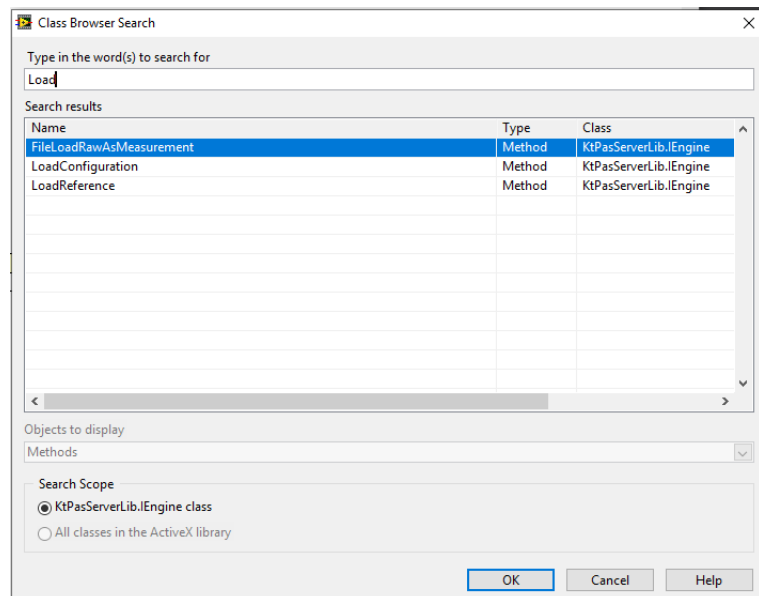 Class Browser Search
Type in the word(s) to search for
Load
Search results
Name Type Class
FileLoadRawAsMeasurement Method KtPasServerLib.IEngine
LoadConfiguration Method KtPasServerLib.IEngine
LoadReference Method KtPasServerLib.IEngine
Objects to display
Methods
Search Scope
KtPasServerLib.IEngine class
All classes in the ActiveX library
OK Cancel Help